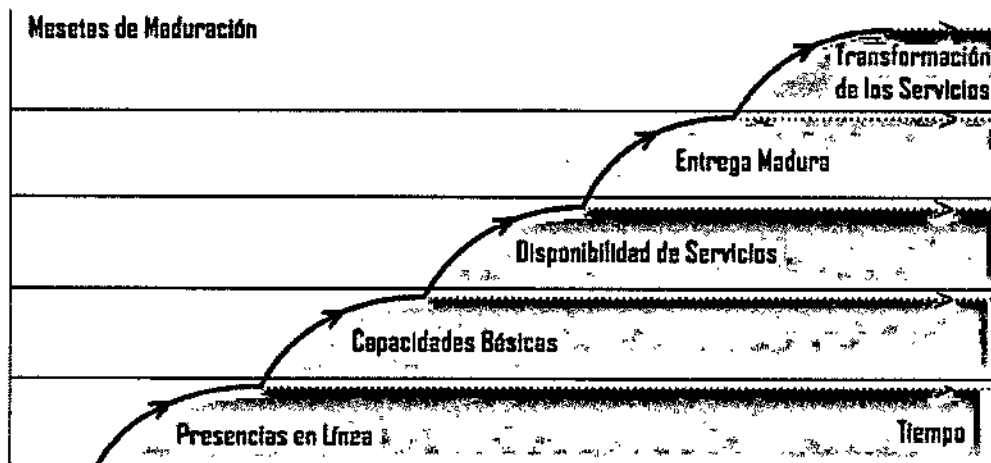 Mesetas de Maduración
Transformación
de los Servicios
Entrega Madura
Disponibilidad de Servicios
Capacidades Básicas
Presencias en Línea
Tiempo